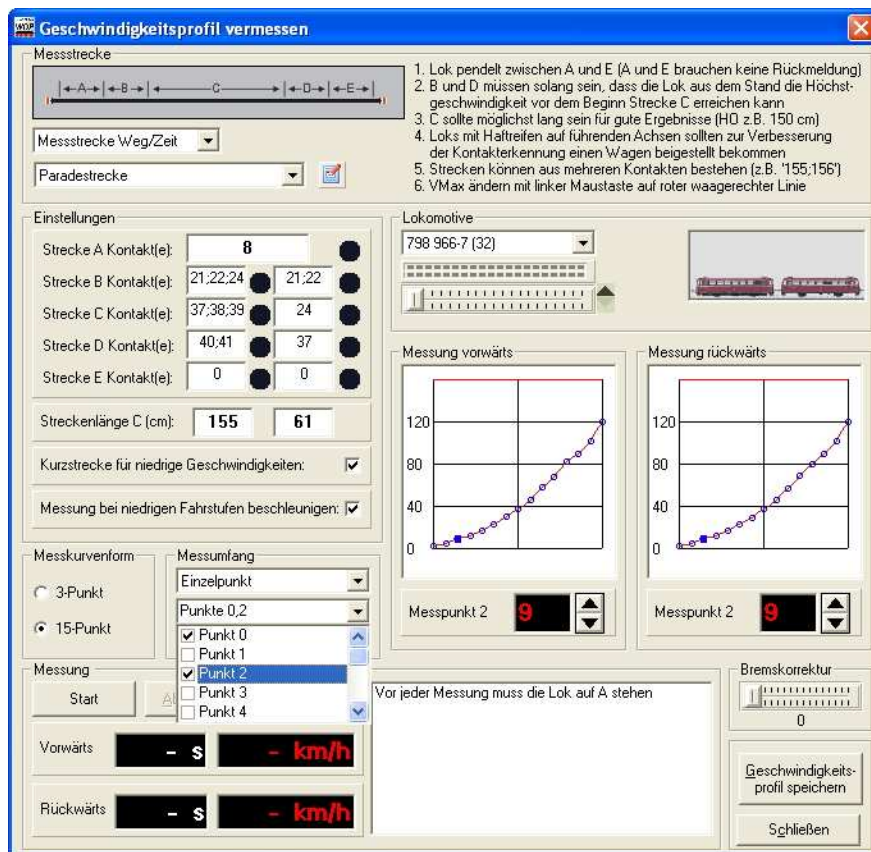 Geschwindigkeitsprofil vermessen
Messstrecke
A B C D E
1. Lok pendelt zwischen A und E (A und E brauchen keine Rückmeldung)
2. B und D müssen solang sein, dass die Lok aus dem Stand die Höchst-
geschwindigkeit vor dem Beginn Strecke C erreichen kann
3. C sollte möglichst lang sein für gute Ergebnisse (HO z.B. 150 cm)
4. Loks mit Haftreifen auf führenden Achsen sollten zur Verbesserung
der Kontakterkennung einen Wagen beigestellt bekommen
5. Strecken können aus mehreren Kontakten bestehen (z.B. '155;156')
6. VMax ändern mit linker Maustaste auf roter waagerechter Linie
Messstrecke Weg/Zeit
Paradestrecke
Einstellungen
Strecke A Kontakt(e): 8
Strecke B Kontakt(e): 21;22;24 21;22
Strecke C Kontakt(e): 37;38;39 24
Strecke D Kontakt(e): 40;41 37
Strecke E Kontakt(e): 0 0
Streckenlänge C (cm): 155 61
Kurzstrecke für niedrige Geschwindigkeiten:
Messung bei niedrigen Fahrstufen beschleunigen:
Lokomotive
798 966-7 (32)
Messung vorwärts
120
80
40
0
Messpunkt 2 9
Messung rückwärts
120
80
40
0
Messpunkt 2 9
Messkurvenform
3-Punkt
15-Punkt
Messumfang
Einzelpunkt
Punkte 0,2
Punkt 0
Punkt 1
Punkt 2
Punkt 3
Punkt 4
Messung
Start
Vorwärts - s - km/h
Rückwärts - s - km/h
Vor jeder Messung muss die Lok auf A stehen
Bremskorrektur
0
Geschwindigkeits-
profil speichern
Schließen